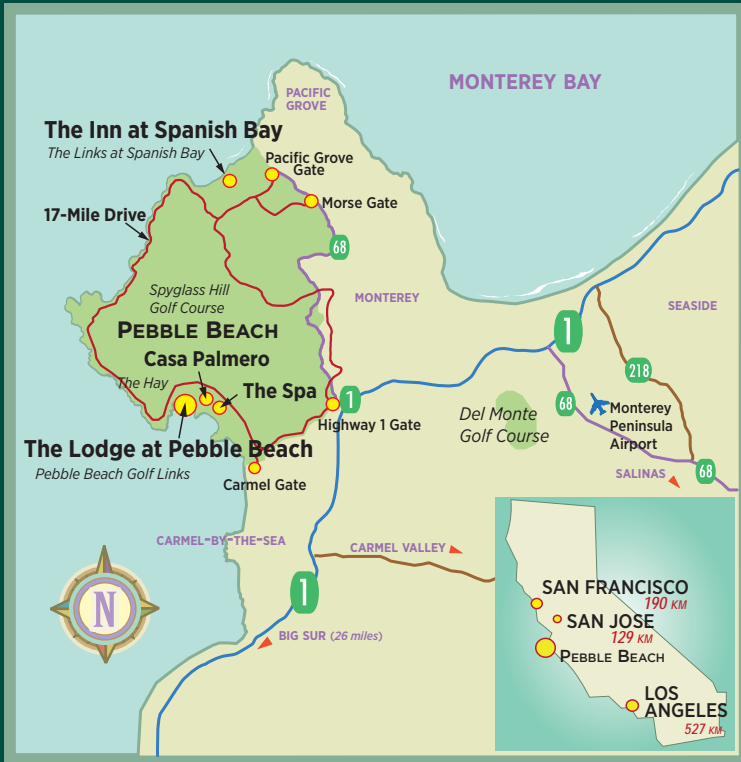 MONTEREY BAY
PACIFIC
GROVE
The Inn at Spanish Bay
The Links at Spanish Bay
Pacific Grove
Gate
Morse Gate
17-Mile Drive
68
MONTEREY
SEASIDE
Spyglass Hill
Golf Course
PEBBLE BEACH
1
218
Casa Palmero
The Hay
The Spa
1
Highway 1 Gate
68
Monterey
Peninsula
Airport
Del Monte
Golf Course
The Lodge at Pebble Beach
Pebble Beach Golf Links
Carmel Gate
SALINAS
68
CARMEL-BY-THE-SEA
CARMEL VALLEY
N
1
BIG SUR (26 miles)
SAN FRANCISCO
190 KM
SAN JOSE
129 KM
PEBBLE BEACH
LOS
ANGELES
527 KM